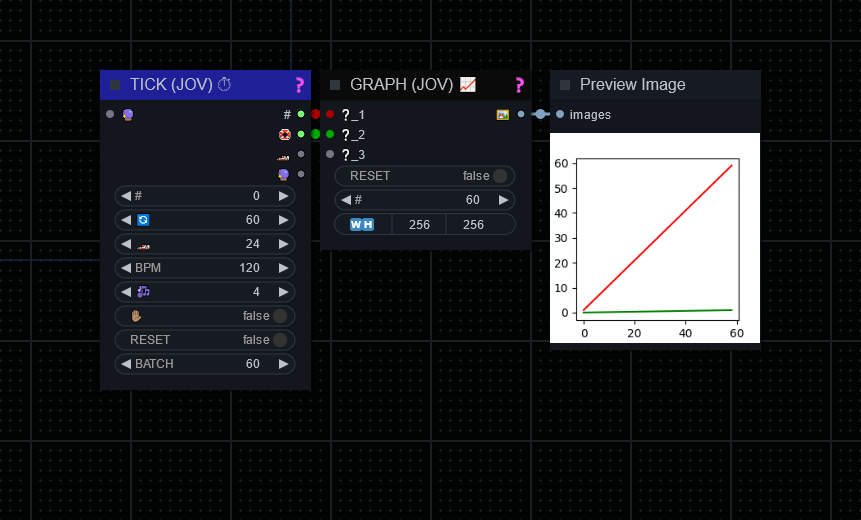 TICK (JOV) ⏱ ❓
🔮 #
🛟
🏎️
🔮
# 0
🔄 60
🏎️ 24
BPM 120
🎶 4
✋🏽 false
RESET false
BATCH 60
GRAPH (JOV) 📈 ❓
❔_1 🖼️
❔_2
❔_3
RESET false
# 60
🇼🇭 256 256
Preview Image
images
60
50
40
30
20
10
0
0 20 40 60